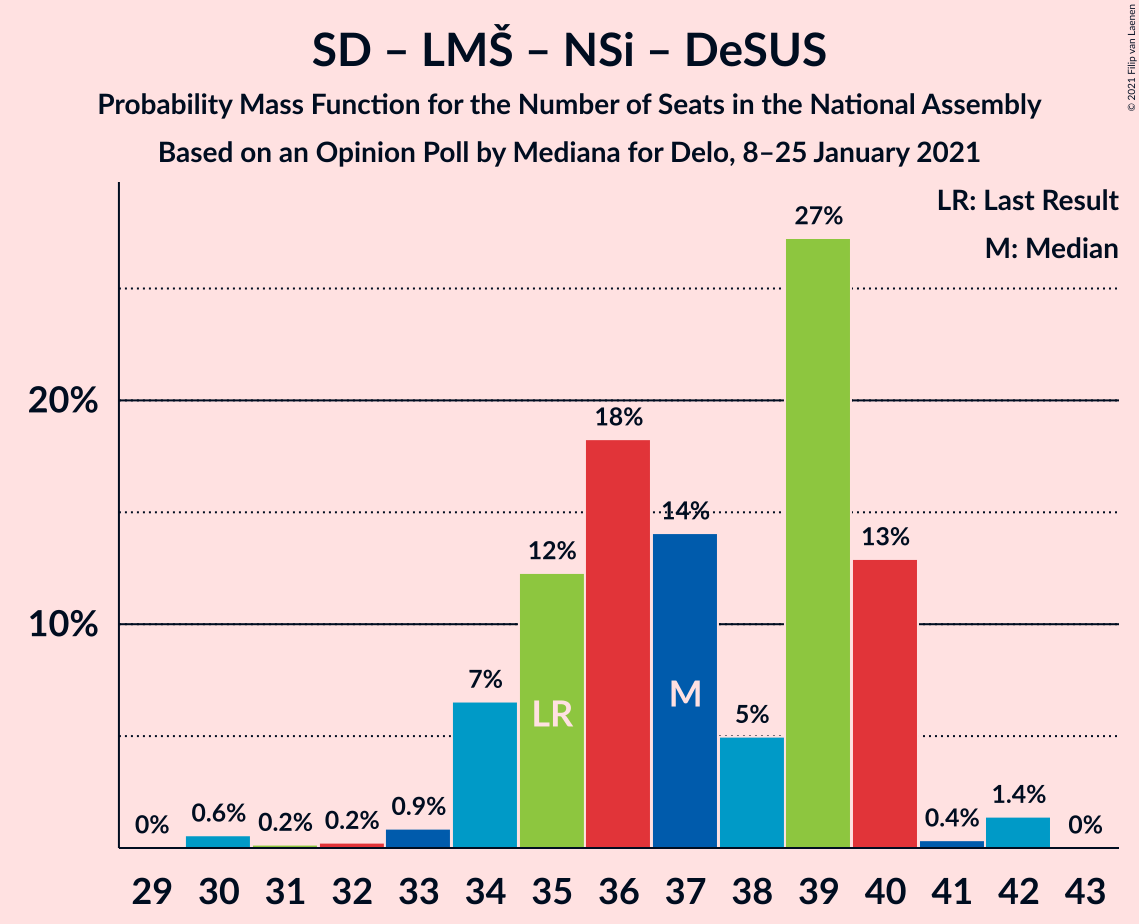 SD – LMŠ – NSi – DeSUS
Probability Mass Function for the Number of Seats in the National Assembly
Based on an Opinion Poll by Mediana for Delo, 8–25 January 2021
© 2021 Filip van Laenen
LR: Last Result
M: Median
20%
10%
0%
0.6%
0.2%
0.2%
0.9%
7%
12%
18%
14%
5%
27%
13%
0.4%
1.4%
0%
LR
M
29 30 31 32 33 34 35 36 37 38 39 40 41 42 43